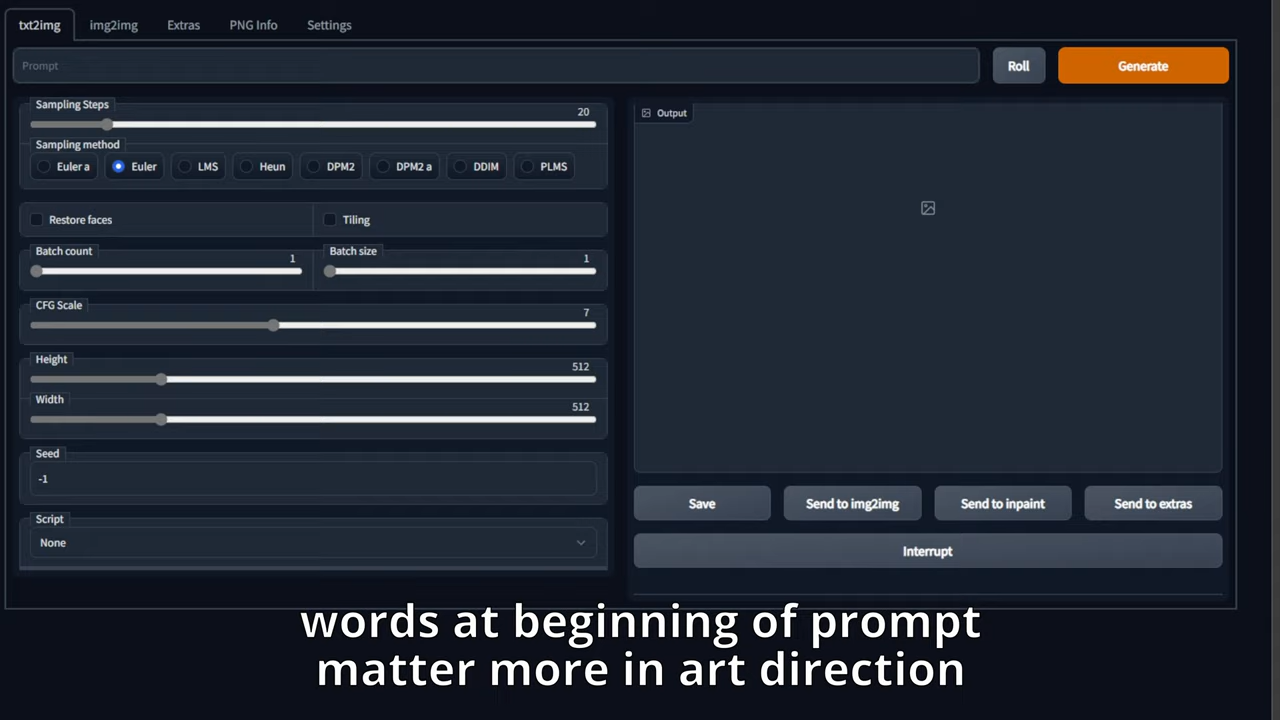 txt2img img2img Extras PNG Info Settings
Prompt Roll Generate
Sampling Steps
20
Sampling method
Euler a Euler LMS Heun DPM2 DPM2 a DDIM PLMS
Restore faces Tiling
Batch count 1 Batch size 1
CFG Scale
7
Height
512
Width
512
Seed
-1
Script
None
Output
Save Send to img2img Send to inpaint Send to extras
Interrupt
words at beginning of prompt
matter more in art direction